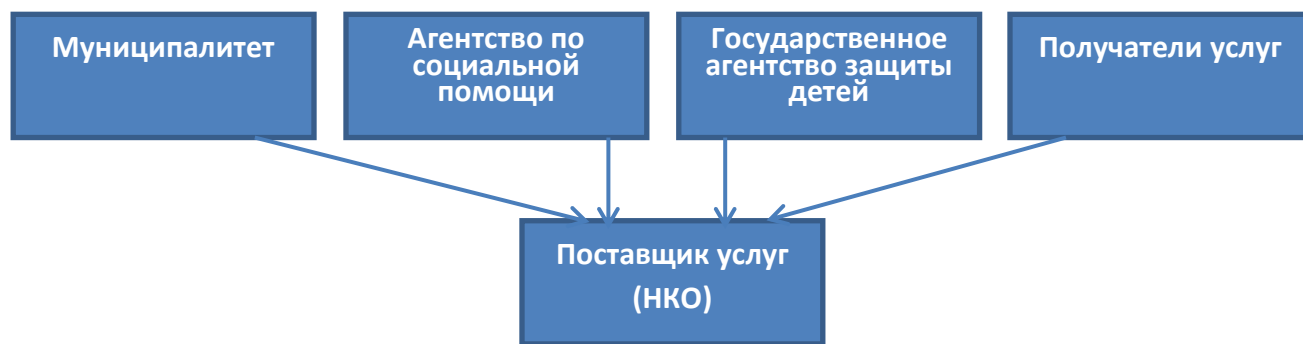 Муниципалитет
Агентство по
социальной
помощи
Государственное
агентство защиты
детей
Получатели услуг
Поставщик услуг
(НКО)